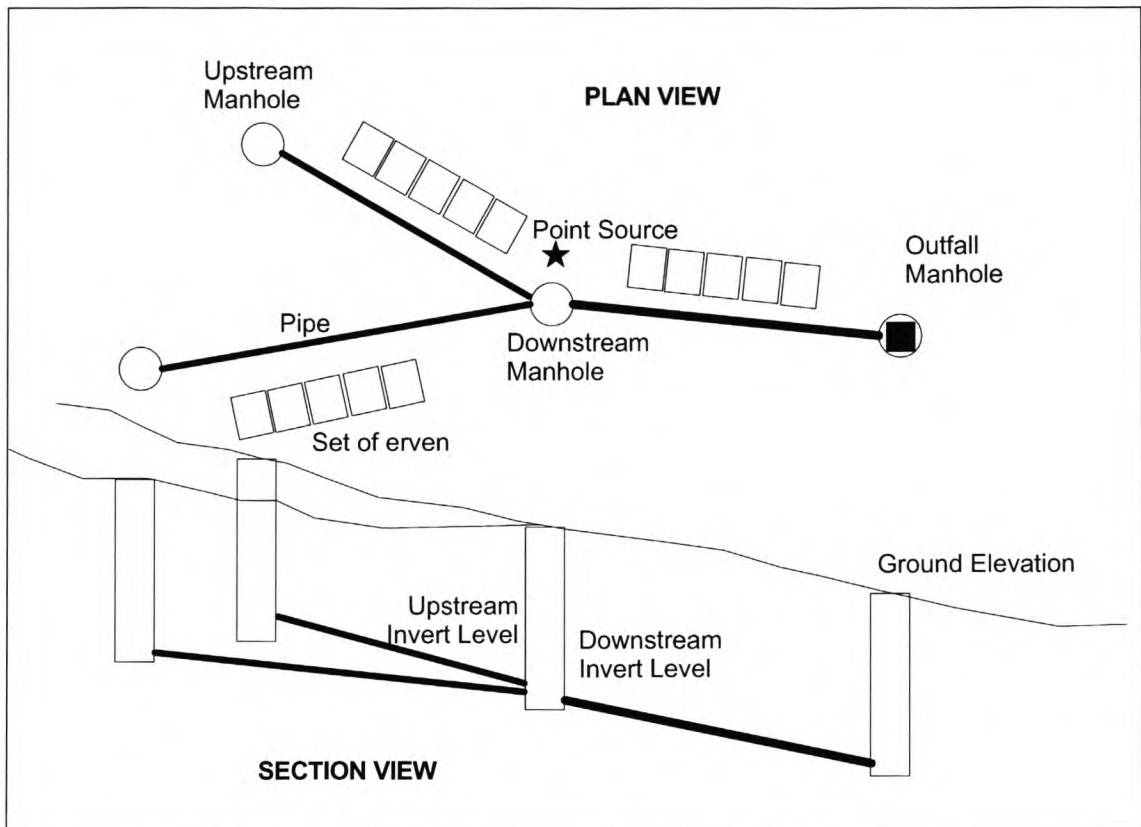 Upstream
Manhole
PLAN VIEW
Point Source
Outfall
Manhole
Pipe
Downstream
Manhole
Set of erven
Ground Elevation
Upstream
Invert Level
Downstream
Invert Level
SECTION VIEW